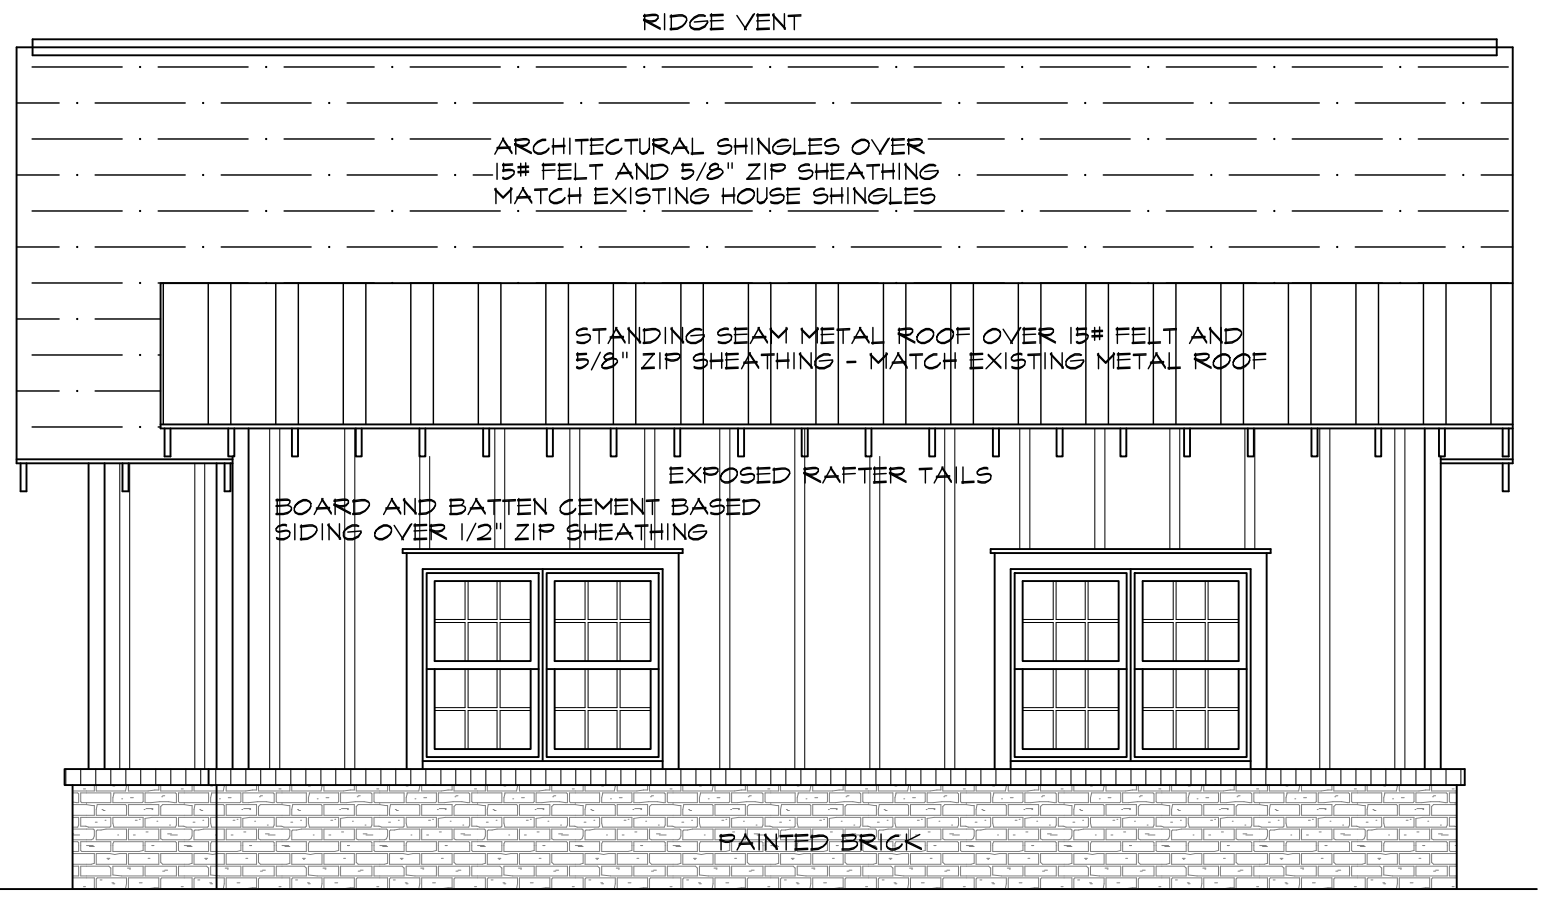 RIDGE VENT
ARCHITECTURAL SHINGLES OVER
15# FELT AND 5/8" ZIP SHEATHING
MATCH EXISTING HOUSE SHINGLES
STANDING SEAM METAL ROOF OVER 15# FELT AND
5/8" ZIP SHEATHING - MATCH EXISTING METAL ROOF
EXPOSED RAFTER TAILS
BOARD AND BATTEN CEMENT BASED
SIDING OVER 1/2" ZIP SHEATHING
PAINTED BRICK